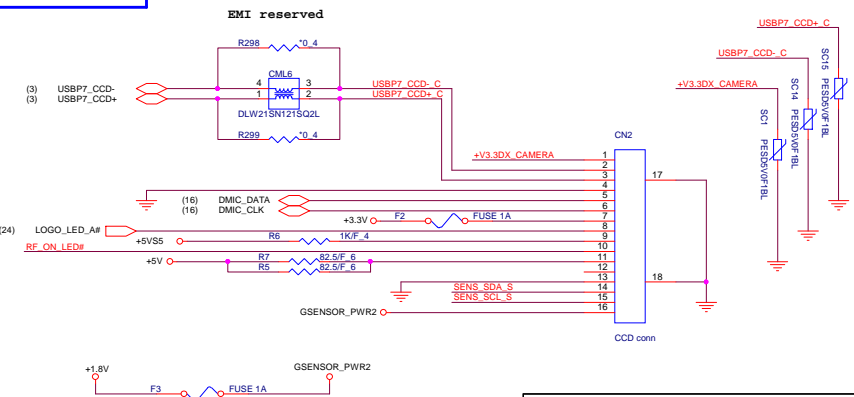 EMI reserved
R298 *0_4
CML6
(3) USBP7_CCD- 4 3 USBP7_CCD-_C
(3) USBP7_CCD+ 1 2 USBP7_CCD+_C
DLW21SN121SQ2L
R299 *0_4
USBP7_CCD+_C
USBP7_CCD-_C
+V3.3DX_CAMERA
SC15 PESD5V0F1BL
SC14 PESD5V0F1BL
SC1 PESD5V0F1BL
CN2
+V3.3DX_CAMERA 1
2
3 17
4
(16) DMIC_DATA 5
(16) DMIC_CLK 6
+3.3V F2 FUSE 1A 7
(24) LOGO_LED_A# 8
+5VS5 R6 1K/F_4 9
RF_ON_LED# 10
+5V R7 82.5/F_6 11
R5 82.5/F_6 12
13 18
SENS_SDA_S 14
SENS_SCL_S 15
GSENSOR_PWR2 16
CCD conn
+1.8V GSENSOR_PWR2
F3 FUSE 1A